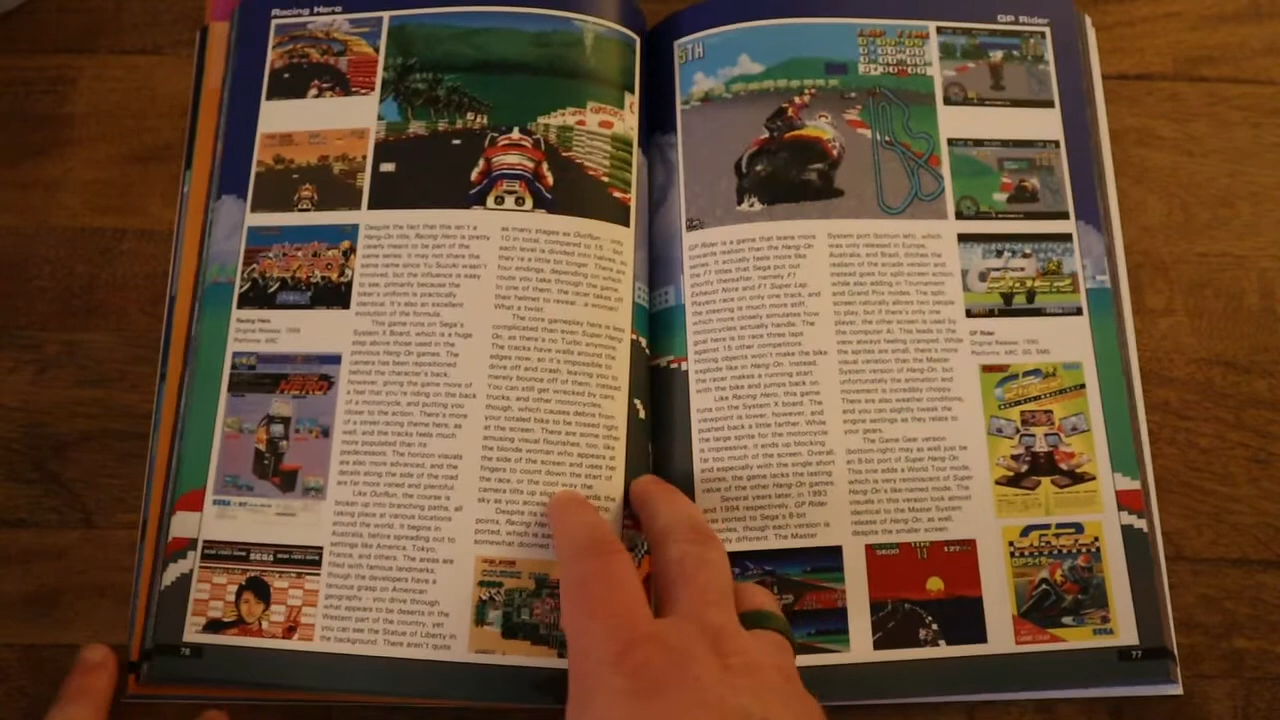 Racing Hero
Despite the fact that this isn't a
Hang-On title, Racing Hero is pretty
clearly meant to be part of the
same series. It may not share the
same name since Yu Suzuki wasn't
involved, but the influence is easy
to see, primarily because the
biker's uniform is practically
identical. It's also an excellent
evolution of the formula.
The game runs on Sega's
System X Board, which is a huge
step above those used in the
previous Hang-On games. The
camera has been repositioned
behind the character's back,
however, giving the game more of
a feel that you're riding on the back
of a motorcycle, and putting you
closer to the action. There's more
of a street-racing theme here, as
well, and the tracks feels much
more populated than its
predecessors. The horizon visuals
are also more advanced, and the
details along the side of the road
are far more varied and plentiful.
Like OutRun, the course is
broken up into branching paths, all
taking place at various locations
around the world. It begins in
Australia, before spreading out to
settings like America, Tokyo,
France, and others. The areas are
filled with famous landmarks,
though the developers have a
tenuous grasp on American
geography – you drive through
what appears to be deserts in the
Western part of the country, yet
you can see the Statue of Liberty in
the background. There aren't quite
as many stages as OutRun – only
10 in total, compared to 15 – but
each level is divided into halves, so
they're a little bit longer. There are
four endings, depending on which
route you take through the game.
In one of them, the racer takes off
their helmet to reveal...a woman!
What a twist.
The core gameplay here is less
complicated than even Super Hang-
On, as there's no Turbo anymore.
The tracks have walls around the
edges now, so it's impossible to
drive off and crash, leaving you to
merely bounce off of them, instead.
You can still get wrecked by cars,
trucks, and other motorcycles,
though, which causes debris from
your totaled bike to be tossed right
at the screen. There are some other
amusing visual flourishes, too, like
the blonde woman who appears at
the side of the screen and uses her
fingers to count down the start of
the race, or the cool way the
camera tilts up
sky as you
Despite its
points, Racing
ported, which is
somewhat doomed
Racing Hero
Original Release: 1989
Platforms: ARC
RACING HERO
HERO
SEGA
COURSE
76
GP Rider
5TH
LAP TIME
GP RIDER
GP Rider is a game that leans more
towards realism than the Hang-On
series. It actually feels more like
the F1 titles that Sega put out
shortly thereafter, namely F1
Exhaust Note and F1 Super Lap.
Players race on only one track, and
the steering is much more stiff,
which more closely simulates how
motorcycles actually handle. The
goal here is to race three laps
against 15 other competitors.
Hitting objects won't make the bike
explode like in Hang-On. Instead,
the racer makes a running start
with the bike and jumps back on.
Like Racing Hero, this game
runs on the System X board. The
viewpoint is lower, however, and
pushed back a little farther. While
the large sprite for the motorcycle
is impressive, it ends up blocking
far too much of the screen. Overall,
and especially with the single short
course, the game lacks the lasting
value of the other Hang-On games.
Several years later, in 1993
and 1994 respectively, GP Rider
was ported to Sega's 8-bit
consoles, though each version is
different. The Master
System port (bottom left), which
was only released in Europe,
Australia, and Brazil, ditches the
realism of the arcade version and
instead goes for split-screen action,
while also adding in Tournament
and Grand Prix modes. The split-
screen naturally allows two people
to play, but if there's only one
player, the other screen is used by
the computer AI. This leads to the
view always feeling cramped. While
the sprites are small, there's more
visual variation than the Master
System version of Hang-On, but
unfortunately the animation and
movement is incredibly choppy.
There are also weather conditions,
and you can slightly tweak the
engine settings as they relate to
your gears.
The Game Gear version
(bottom right) may as well just be
an 8-bit port of Super Hang-On.
This one adds a World Tour mode,
which is very reminiscent of Super
Hang-On's like-named mode. The
visuals in this version look almost
identical to the Master System
release of Hang-On, as well,
despite the smaller screen.
GP Rider
Original Release: 1990
Platforms: ARC, GG, SMS
GP RIDER
GPライダー
GAME GEAR
SEGA
77